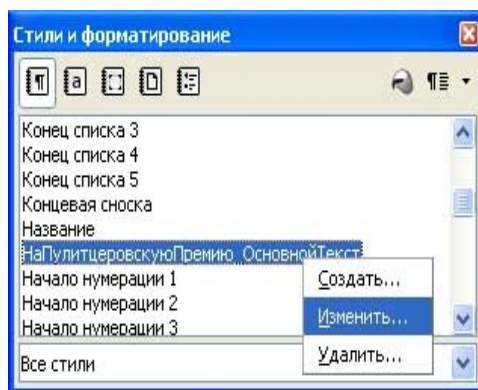 Стили и форматирование
Конец списка 3
Конец списка 4
Конец списка 5
Концевая сноска
Название
НаПулитцеровскуюПремию_ОсновнойТекст
Начало нумерации 1
Начало нумерации 2
Начало нумерации 3
Создать...
Изменить...
Удалить...
Все стили